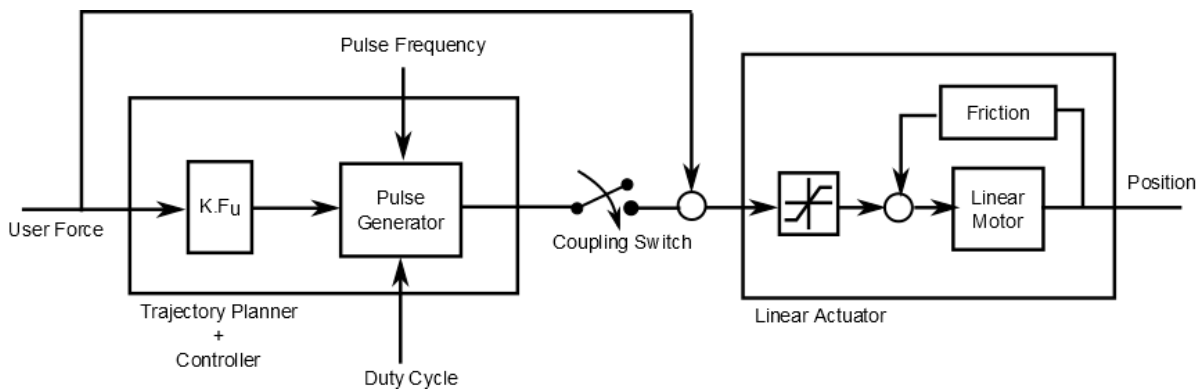 Pulse Frequency
Friction
K.Fu
Pulse
Generator
Linear
Motor
Position
User Force
Coupling Switch
Trajectory Planner
+
Controller
Linear Actuator
Duty Cycle